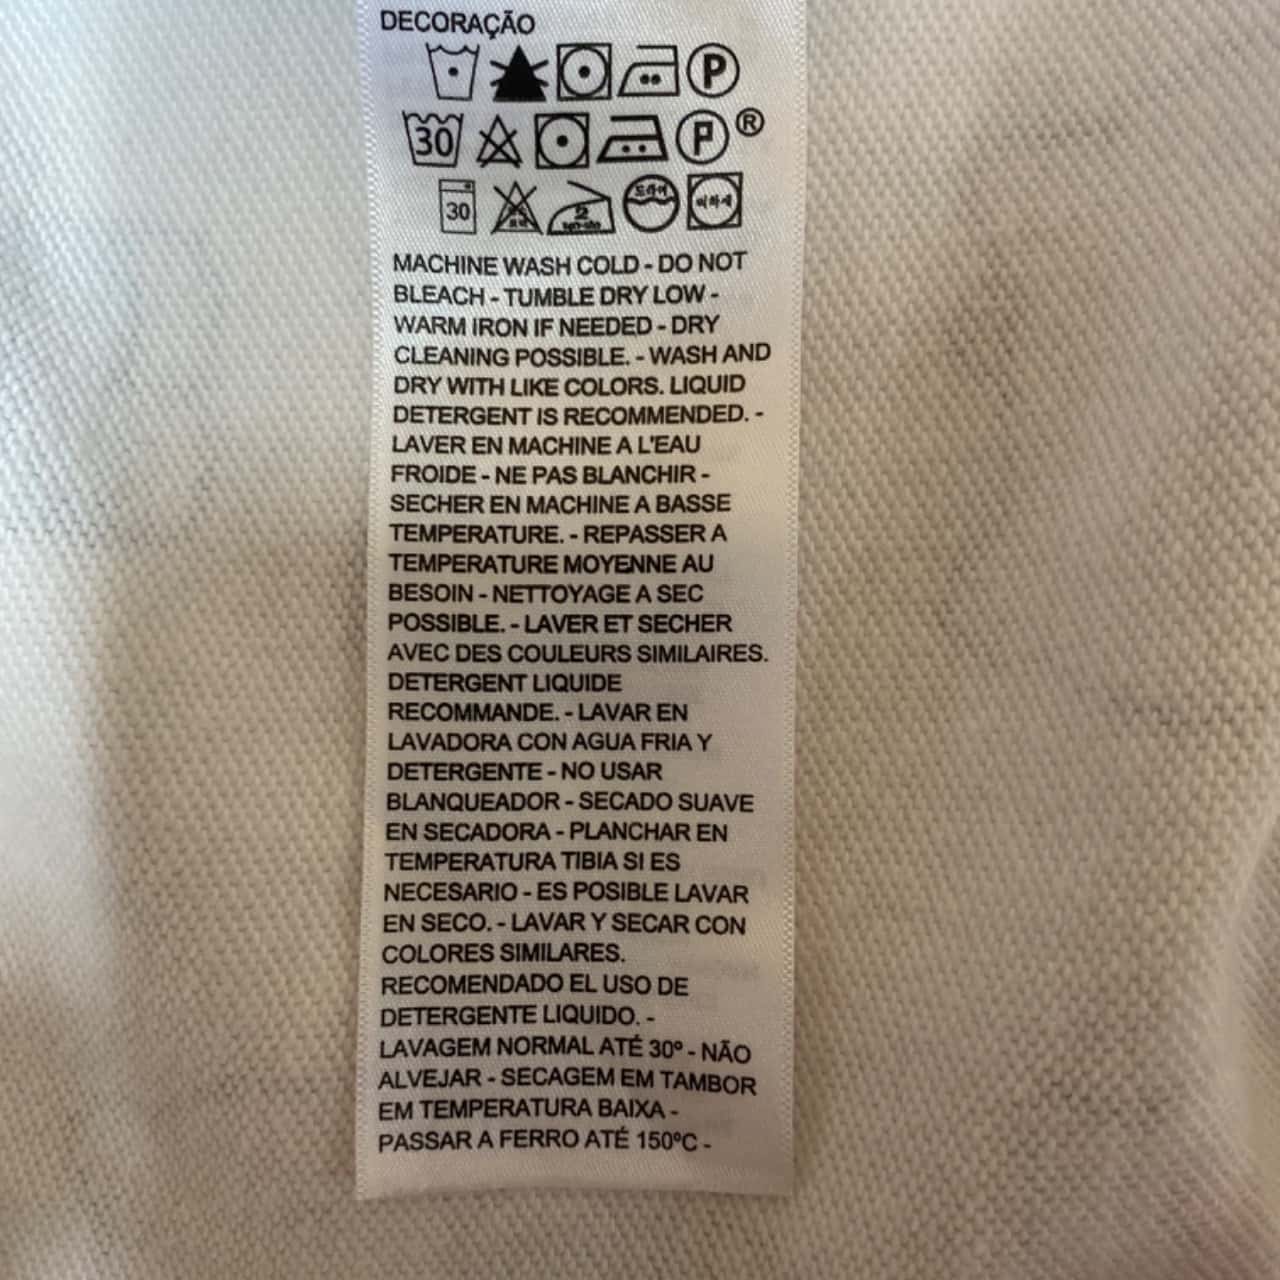 DECORAÇÃO
P
30 P ®
30 2
MACHINE WASH COLD - DO NOT
BLEACH - TUMBLE DRY LOW -
WARM IRON IF NEEDED - DRY
CLEANING POSSIBLE. - WASH AND
DRY WITH LIKE COLORS. LIQUID
DETERGENT IS RECOMMENDED. -
LAVER EN MACHINE A L'EAU
FROIDE - NE PAS BLANCHIR -
SECHER EN MACHINE A BASSE
TEMPERATURE. - REPASSER A
TEMPERATURE MOYENNE AU
BESOIN - NETTOYAGE A SEC
POSSIBLE. - LAVER ET SECHER
AVEC DES COULEURS SIMILAIRES.
DETERGENT LIQUIDE
RECOMMANDE. - LAVAR EN
LAVADORA CON AGUA FRIA Y
DETERGENTE - NO USAR
BLANQUEADOR - SECADO SUAVE
EN SECADORA - PLANCHAR EN
TEMPERATURA TIBIA SI ES
NECESARIO - ES POSIBLE LAVAR
EN SECO. - LAVAR Y SECAR CON
COLORES SIMILARES.
RECOMENDADO EL USO DE
DETERGENTE LIQUIDO. -
LAVAGEM NORMAL ATÉ 30º - NÃO
ALVEJAR - SECAGEM EM TAMBOR
EM TEMPERATURA BAIXA -
PASSAR A FERRO ATÉ 150ºC -